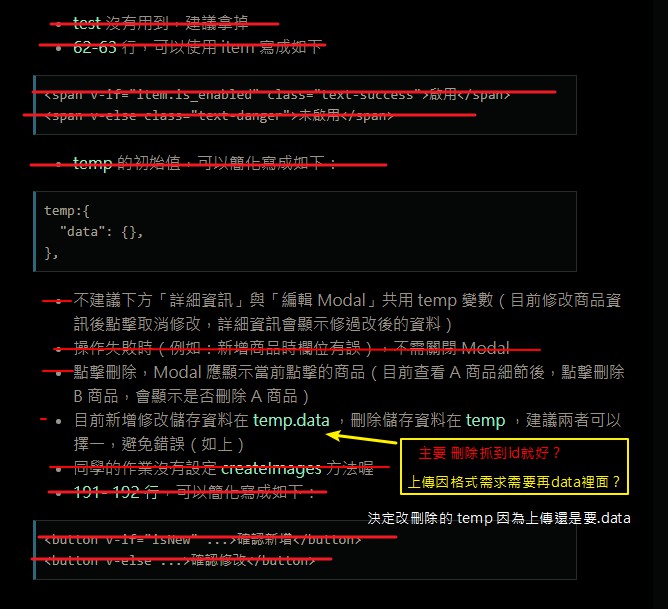 test 沒有用到，建議拿掉
62-63 行，可以使用 item 寫成如下
<span v-if="item.is_enabled" class="text-success">啟用</span>
<span v-else class="text-danger">未啟用</span>
temp 的初始值，可以簡化寫成如下：
temp:{
"data": {},
},
不建議下方「詳細資訊」與「編輯 Modal」共用 temp 變數（目前修改商品資
訊後點擊取消修改，詳細資訊會顯示修過改後的資料）
操作失敗時（例如：新增商品時欄位有誤），不需關閉 Modal
點擊刪除，Modal 應顯示當前點擊的商品（目前查看 A 商品細節後，點擊刪除
B 商品，會顯示是否刪除 A 商品）
目前新增修改儲存資料在 temp.data ，刪除儲存資料在 temp ，建議兩者可以
擇一，避免錯誤（如上）
主要 刪除抓到id就好？
上傳因格式需求需要再data裡面？
同學的作業沒有設定 createImages 方法喔
191- 192 行，可以簡化寫成如下：
決定改刪除的 temp 因為上傳還是要.data
<button v-if="isNew" ...>確認新增</button>
<button v-else ...>確認修改</button>